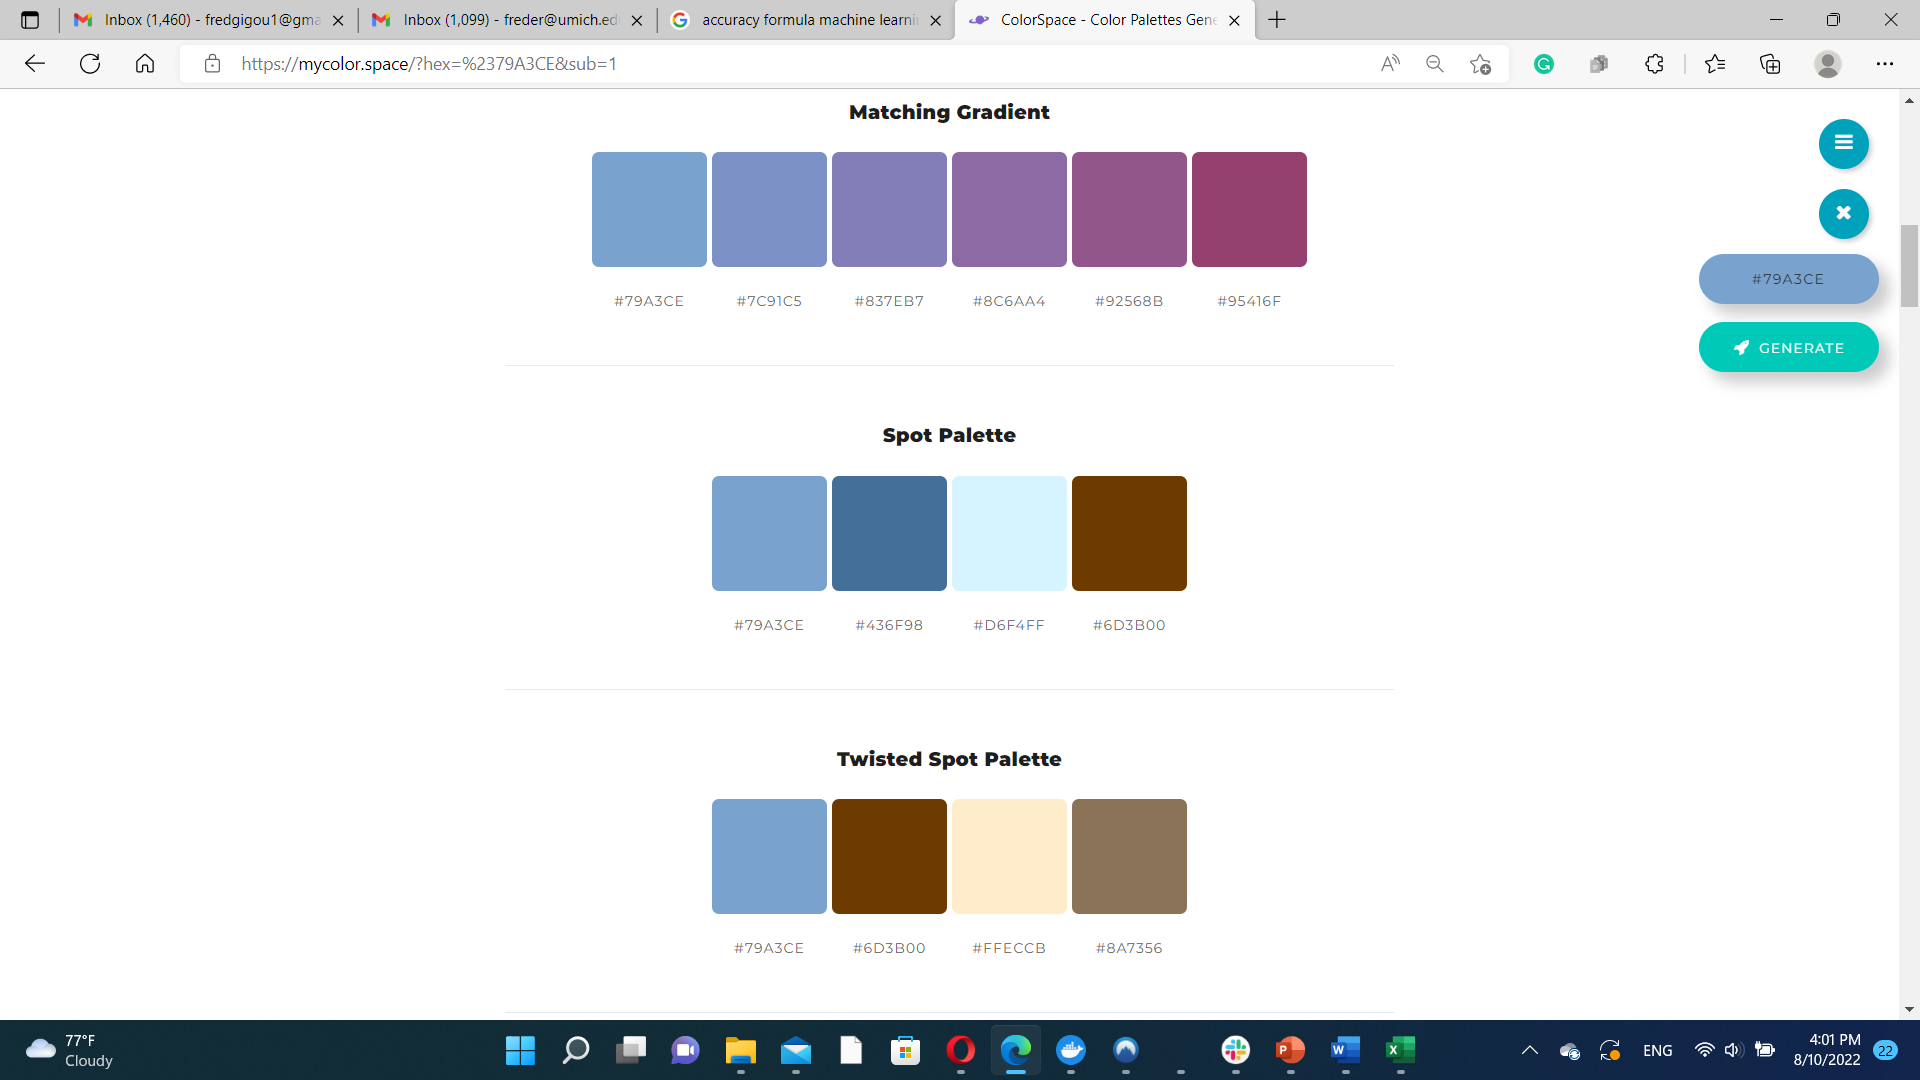 Inbox (1,460) - fredgigou1@gma
Inbox (1,099) - freder@umich.ed
accuracy formula machine learni
ColorSpace - Color Palettes Gene
https://mycolor.space/?hex=%2379A3CE&sub=1
Matching Gradient
#79A3CE #7C91C5 #837EB7 #8C6AA4 #92568B #95416F
#79A3CE
GENERATE
Spot Palette
#79A3CE #436F98 #D6F4FF #6D3B00
Twisted Spot Palette
#79A3CE #6D3B00 #FFECCB #8A7356
77°F
Cloudy
ENG
4:01 PM
8/10/2022
22